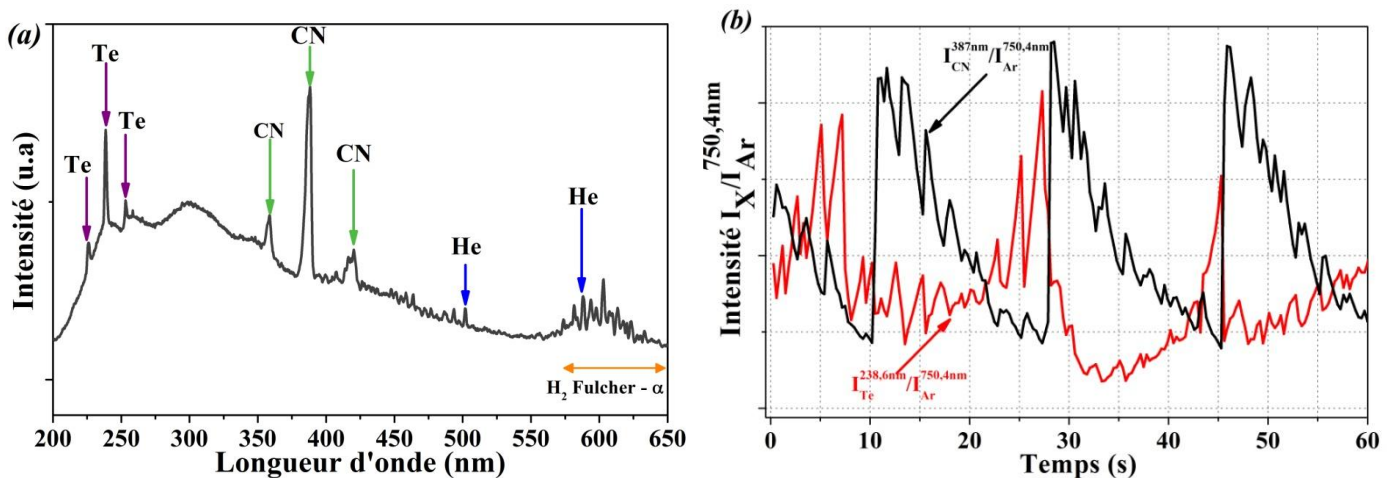 (a)
Te
Te
Te
CN
CN
CN
He
He
H2 Fulcher - α
Intensité (u.a)
200 250 300 350 400 450 500 550 600 650
Longueur d'onde (nm)
(b)
I_CN^387nm/I_Ar^750,4nm
I_Te^238,6nm/I_Ar^750,4nm
Intensité I_X/I_Ar^750,4nm
0 10 20 30 40 50 60
Temps (s)